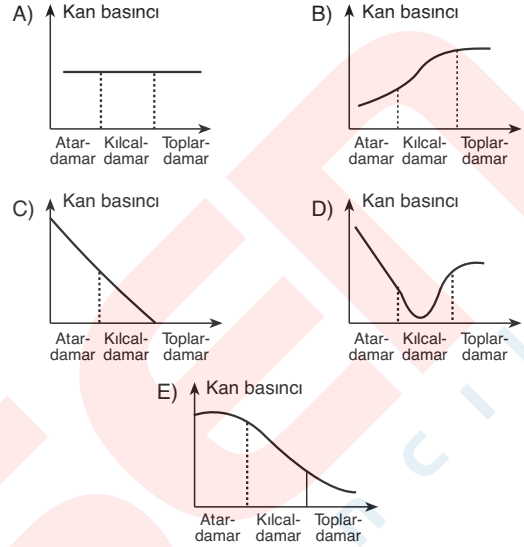 A) Kan basıncı
Atar-
damar
Kılcal-
damar
Toplar-
damar
B) Kan basıncı
Atar-
damar
Kılcal-
damar
Toplar-
damar
C) Kan basıncı
Atar-
damar
Kılcal-
damar
Toplar-
damar
D) Kan basıncı
Atar-
damar
Kılcal-
damar
Toplar-
damar
E) Kan basıncı
Atar-
damar
Kılcal-
damar
Toplar-
damar